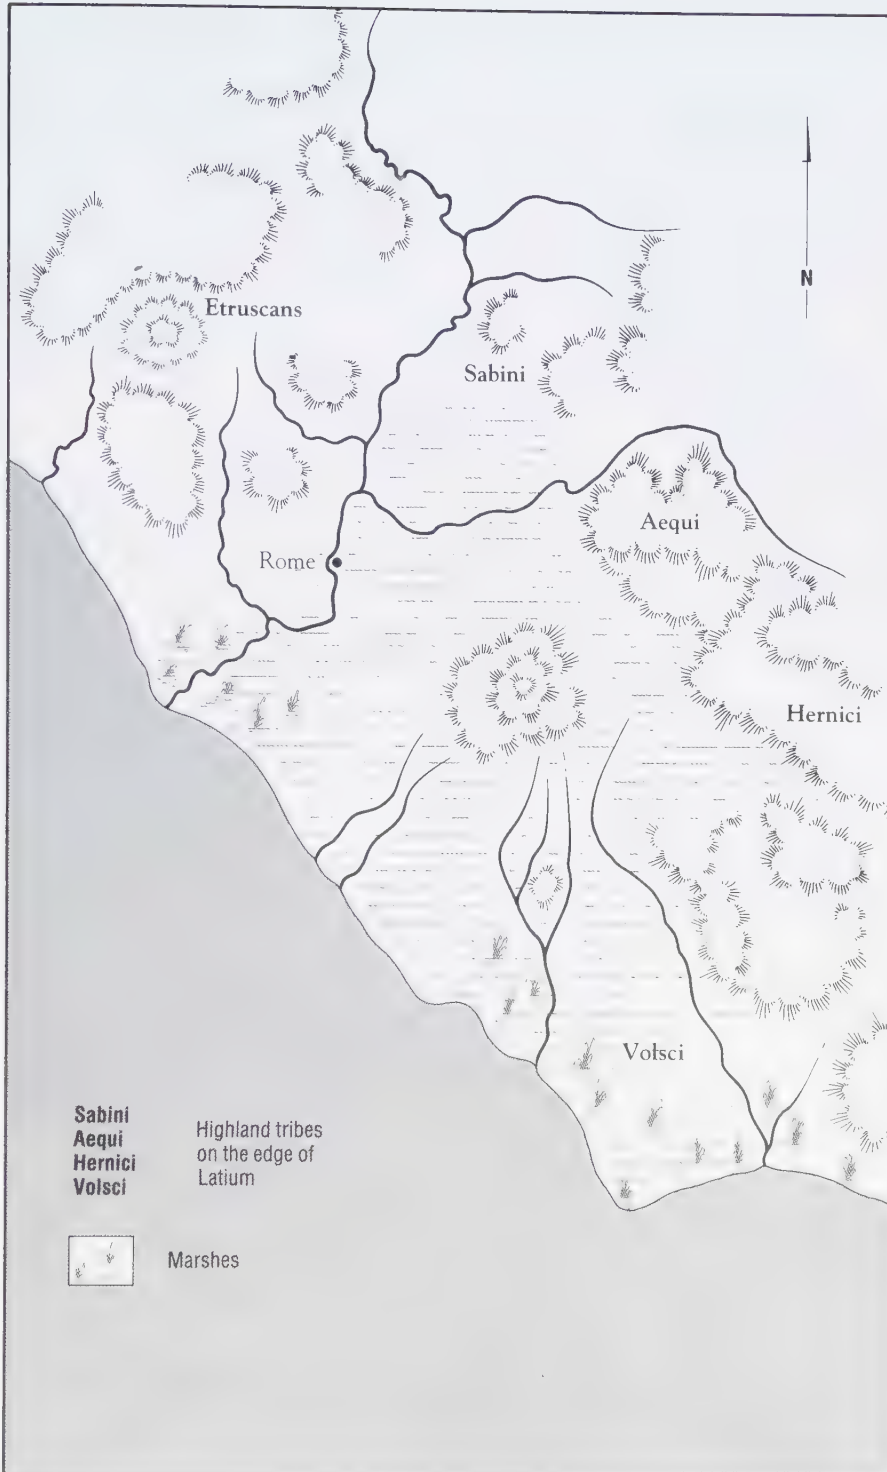 N
Etruscans
Sabini
Aequi
Rome
Hernici
Volsci
Sabini
Aequi
Hernici
Volsci
Highland tribes
on the edge of
Latium
Marshes